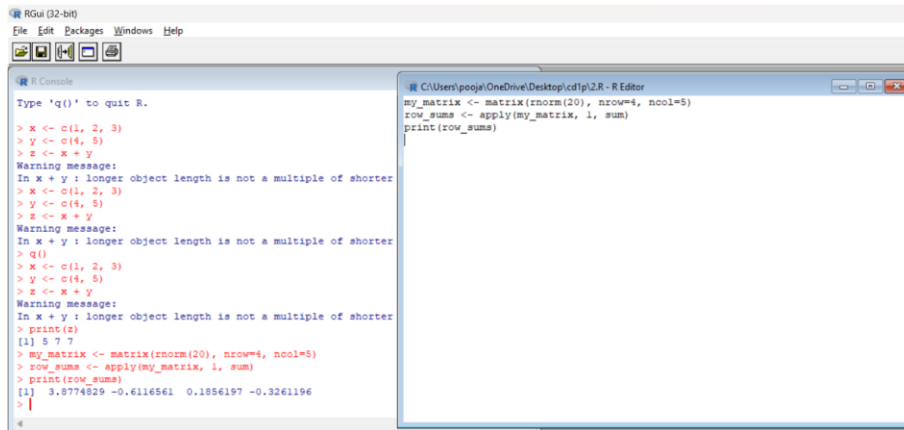 RGui (32-bit)
File Edit Packages Windows Help
R Console
Type 'q()' to quit R.
> x <- c(1, 2, 3)
> y <- c(4, 5)
> z <- x + y
Warning message:
In x + y : longer object length is not a multiple of shorter
> x <- c(1, 2, 3)
> y <- c(4, 5)
> z <- x + y
Warning message:
In x + y : longer object length is not a multiple of shorter
> q()
> x <- c(1, 2, 3)
> y <- c(4, 5)
> z <- x + y
Warning message:
In x + y : longer object length is not a multiple of shorter
> print(z)
[1] 5 7 7
> my_matrix <- matrix(rnorm(20), nrow=4, ncol=5)
> row_sums <- apply(my_matrix, 1, sum)
> print(row_sums)
[1]  3.8774829 -0.6116561  0.1856197 -0.3261196
>
C:\Users\pooja\OneDrive\Desktop\cd1p\2.R - R Editor
my_matrix <- matrix(rnorm(20), nrow=4, ncol=5)
row_sums <- apply(my_matrix, 1, sum)
print(row_sums)